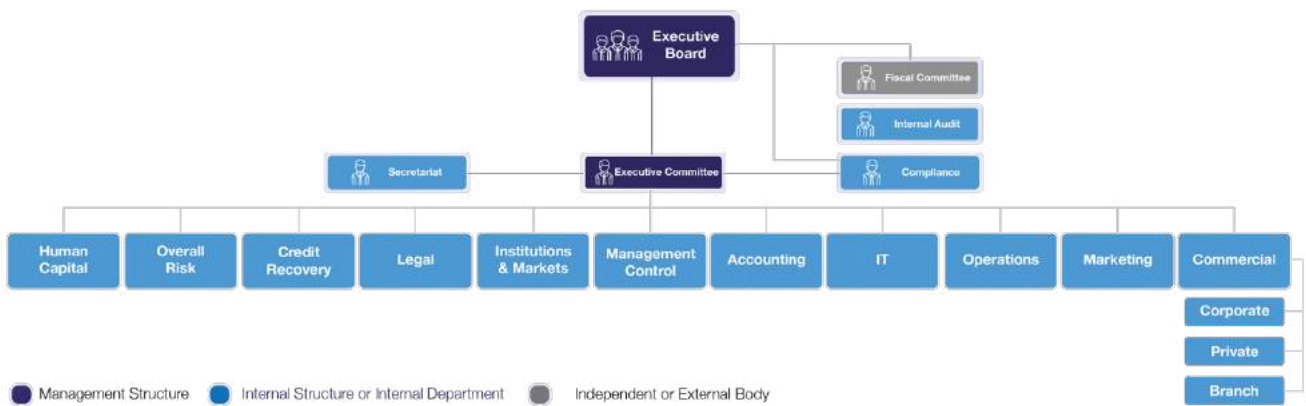 Executive
Board
Fiscal Committee
Internal Audit
Secretariat
Executive Committee
Compliance
Human
Capital
Overall
Risk
Credit
Recovery
Legal
Institutions
& Markets
Management
Control
Accounting
IT
Operations
Marketing
Commercial
Corporate
Private
Branch
Management Structure
Internal Structure or Internal Department
Independent or External Body